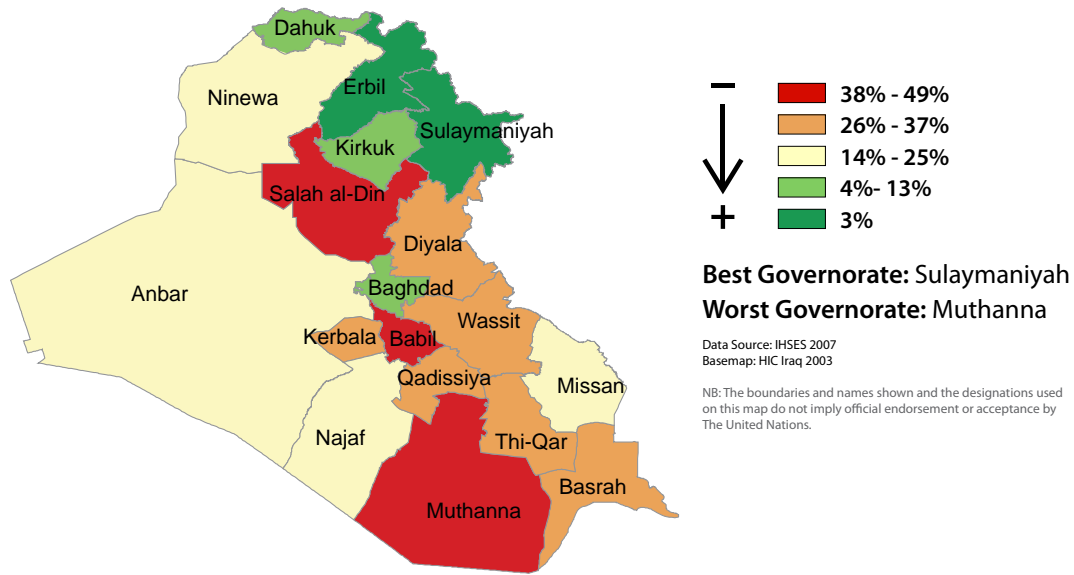 Dahuk
Ninewa
Erbil
Sulaymaniyah
Kirkuk
Salah al-Din
Diyala
Anbar
Baghdad
Wassit
Kerbala
Babil
Qadissiya
Missan
Najaf
Thi-Qar
Basrah
Muthanna
38% - 49%
26% - 37%
14% - 25%
4%- 13%
+ 3%
Best Governorate: Sulaymaniyah
Worst Governorate: Muthanna
Data Source: IHSES 2007
Basemap: HIC Iraq 2003
NB: The boundaries and names shown and the designations used
on this map do not imply official endorsement or acceptance by
The United Nations.